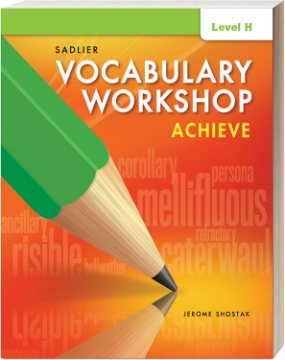 Level H
SADLIER
VOCABULARY
WORKSHOP
ACHIEVE
corollary,
persona
mellifluous
ancillary
refractory
risible
bellwether
caterwaul
JEROME SHOSTAK